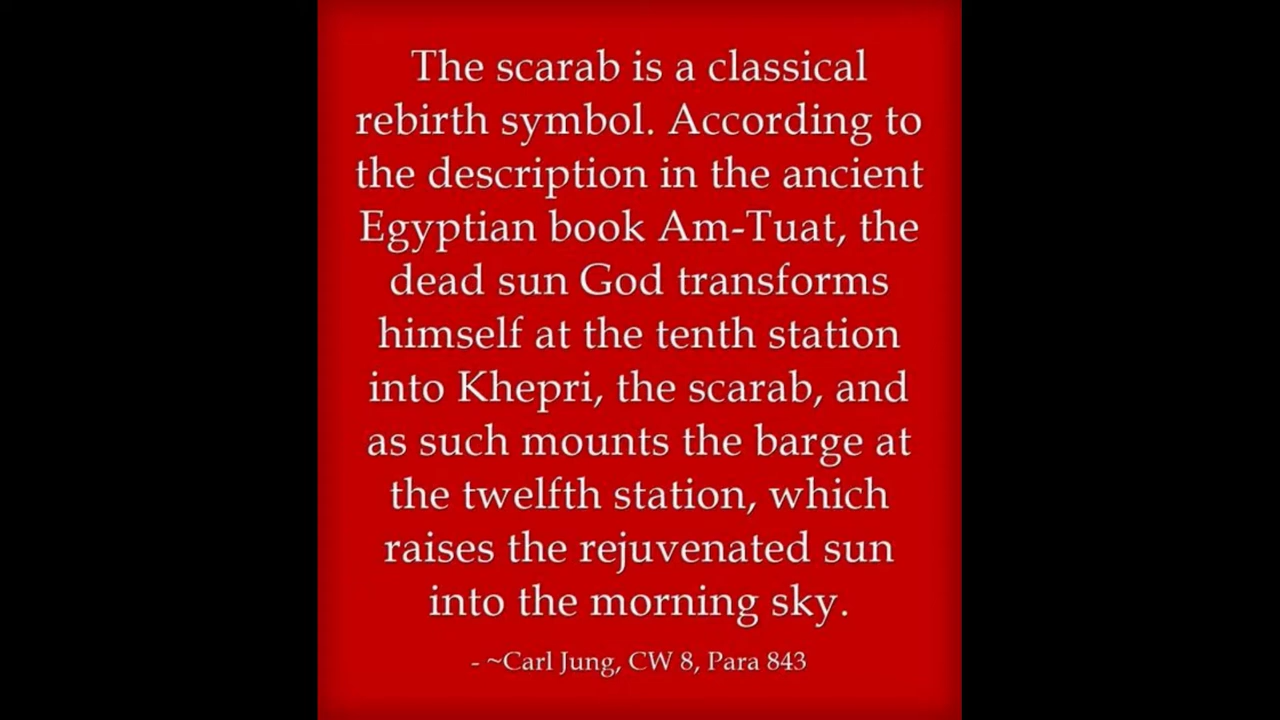 The scarab is a classical
rebirth symbol. According to
the description in the ancient
Egyptian book Am-Tuat, the
dead sun God transforms
himself at the tenth station
into Khepri, the scarab, and
as such mounts the barge at
the twelfth station, which
raises the rejuvenated sun
into the morning sky.
- ~Carl Jung, CW 8, Para 843